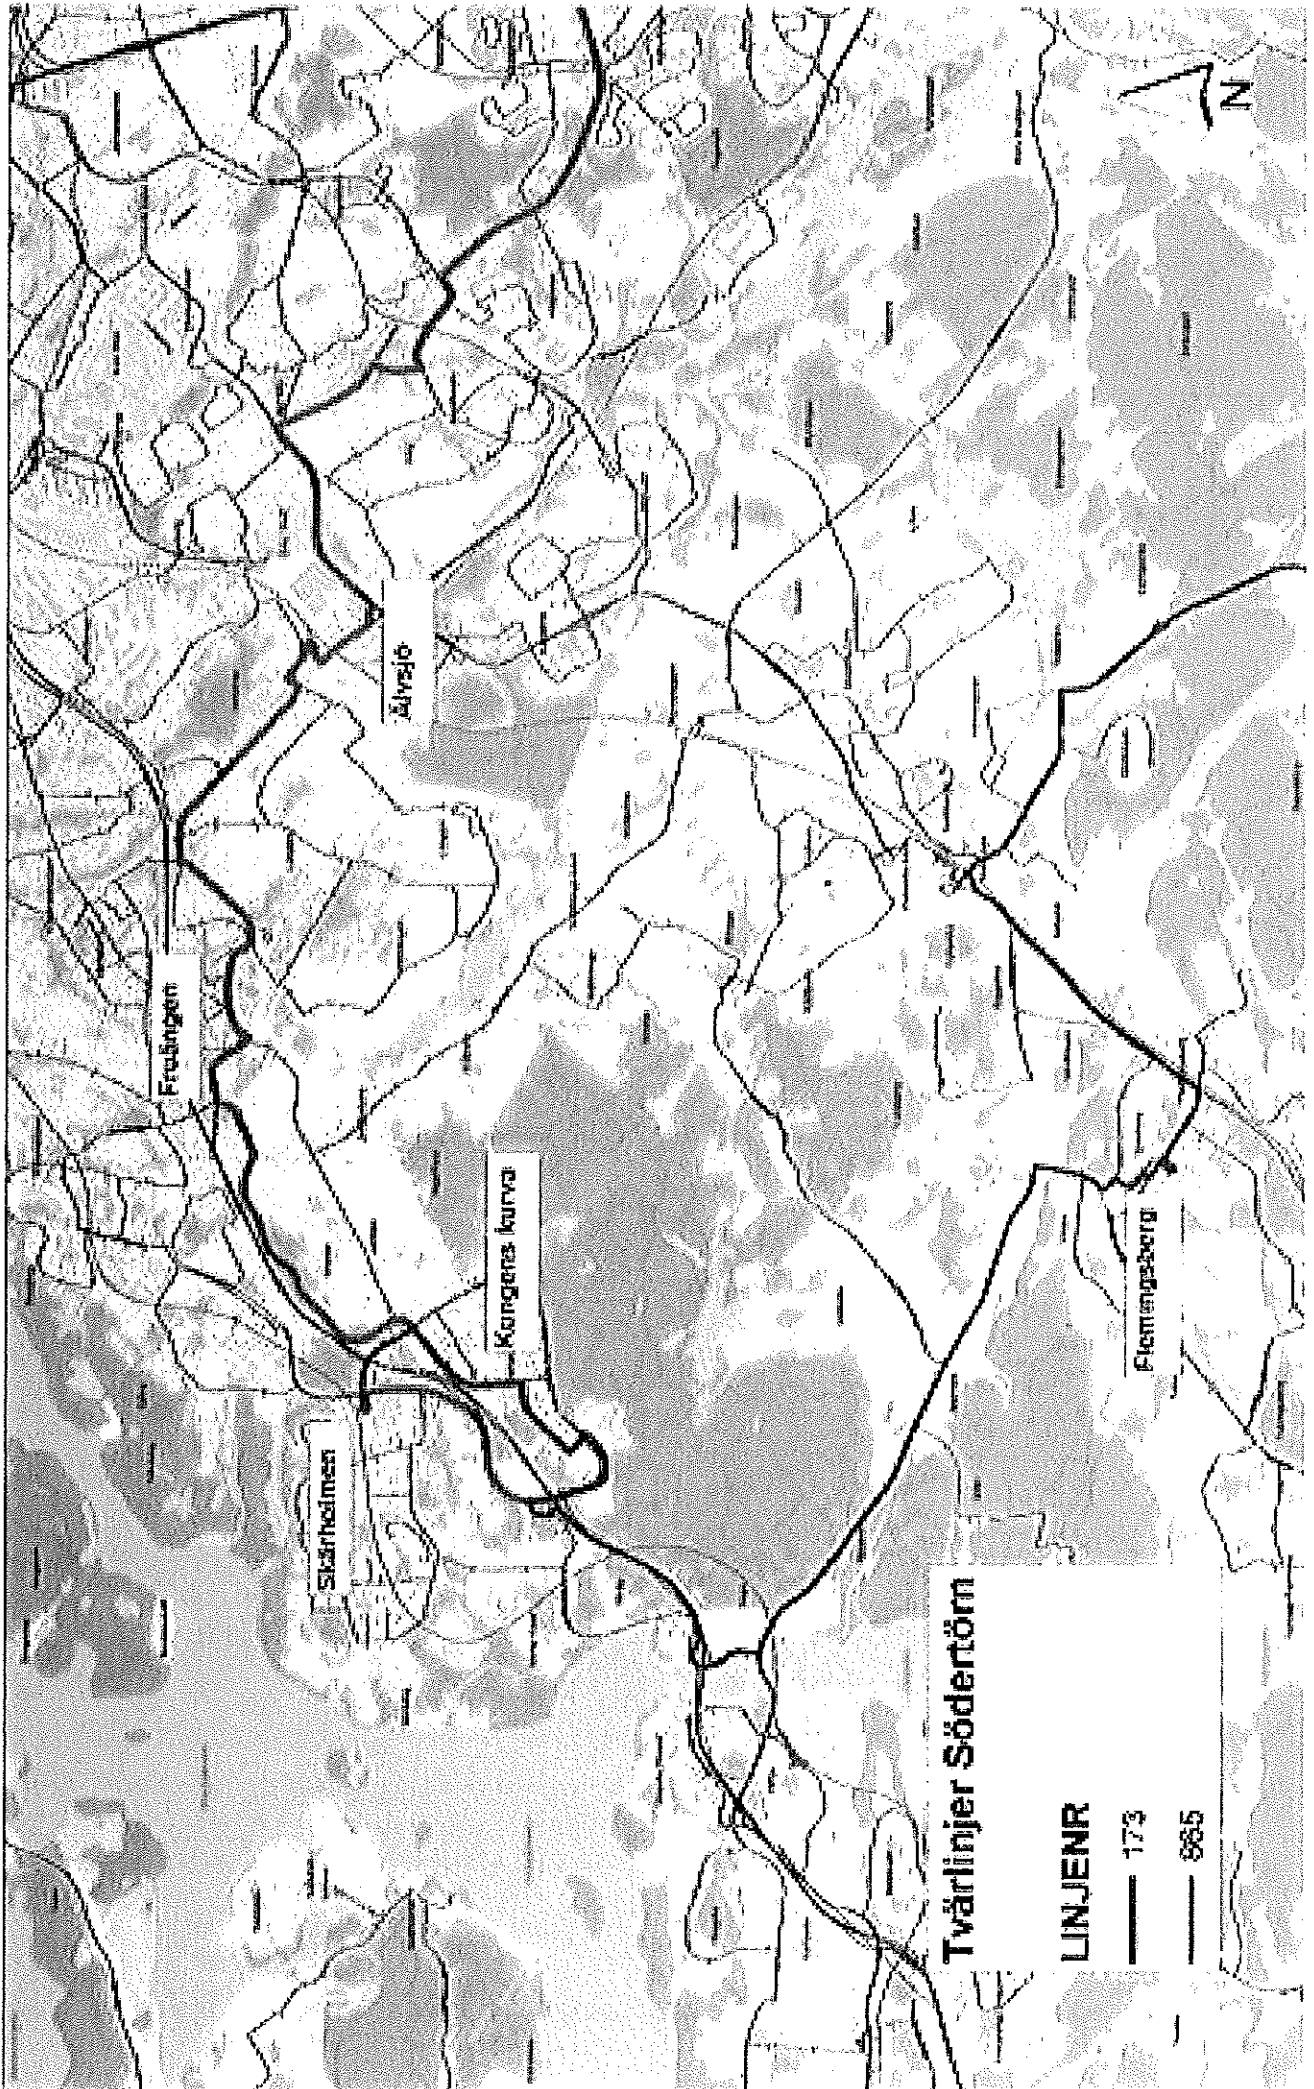 Fruängen
Älvsjö
Skärholmen
Kungens kurva
Flemingsberg
Tvärlinjer Södertörn
LINJENR
173
865
N